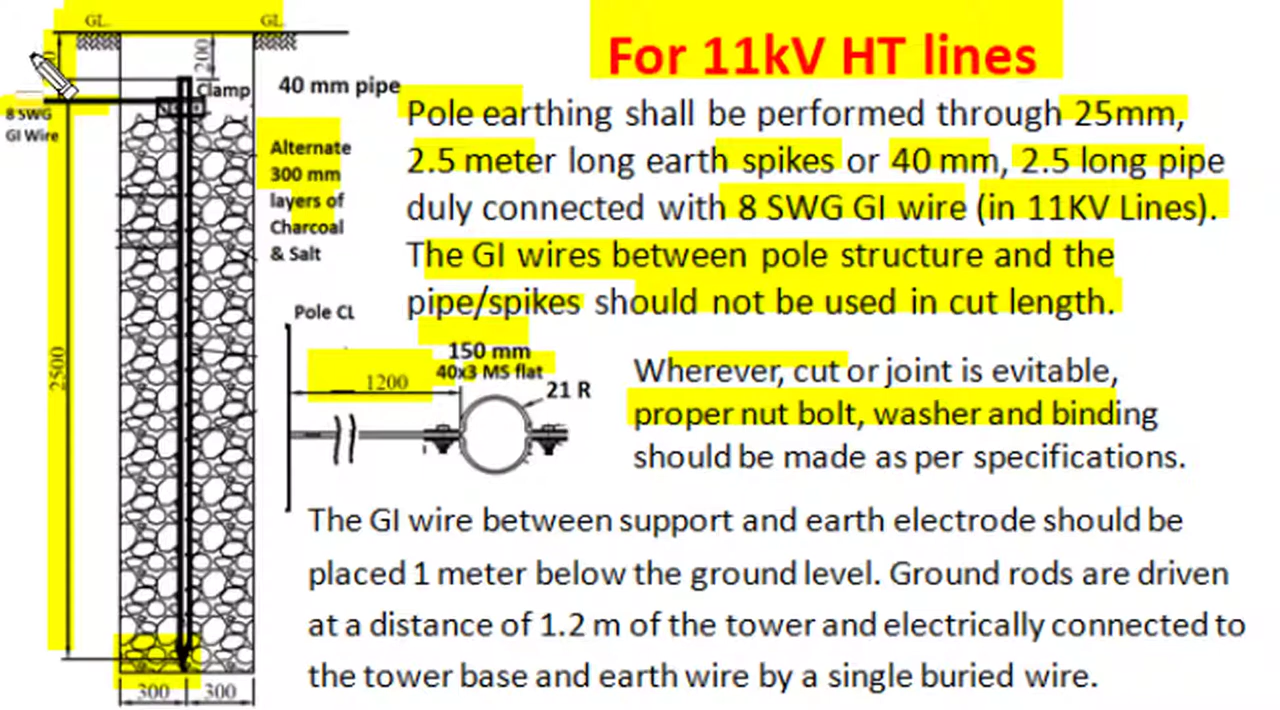 GL
GL
200
For 11kV HT lines
Clamp
40 mm pipe
8 SWG
GI Wire
Pole earthing shall be performed through 25mm,
2.5 meter long earth spikes or 40 mm, 2.5 long pipe
duly connected with 8 SWG GI wire (in 11KV Lines).
The GI wires between pole structure and the
pipe/spikes should not be used in cut length.
Alternate
300 mm
layers of
Charcoal
& Salt
Pole CL
150 mm
40x3 MS flat
1200
21 R
2500
Wherever, cut or joint is evitable,
proper nut bolt, washer and binding
should be made as per specifications.
The GI wire between support and earth electrode should be
placed 1 meter below the ground level. Ground rods are driven
at a distance of 1.2 m of the tower and electrically connected to
the tower base and earth wire by a single buried wire.
300
300